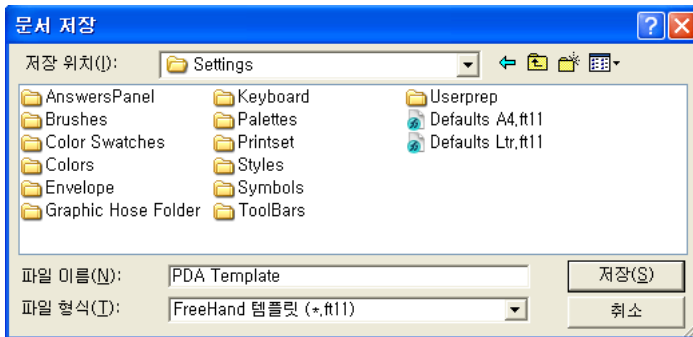 문서 저장
저장 위치(I): Settings
AnswersPanel Keyboard Userprep
Brushes Palettes Defaults A4,ft11
Color Swatches Printset Defaults Ltr,ft11
Colors Styles
Envelope Symbols
Graphic Hose Folder ToolBars
파일 이름(N): PDA Template 저장(S)
파일 형식(T): FreeHand 템플릿 (*,ft11) 취소